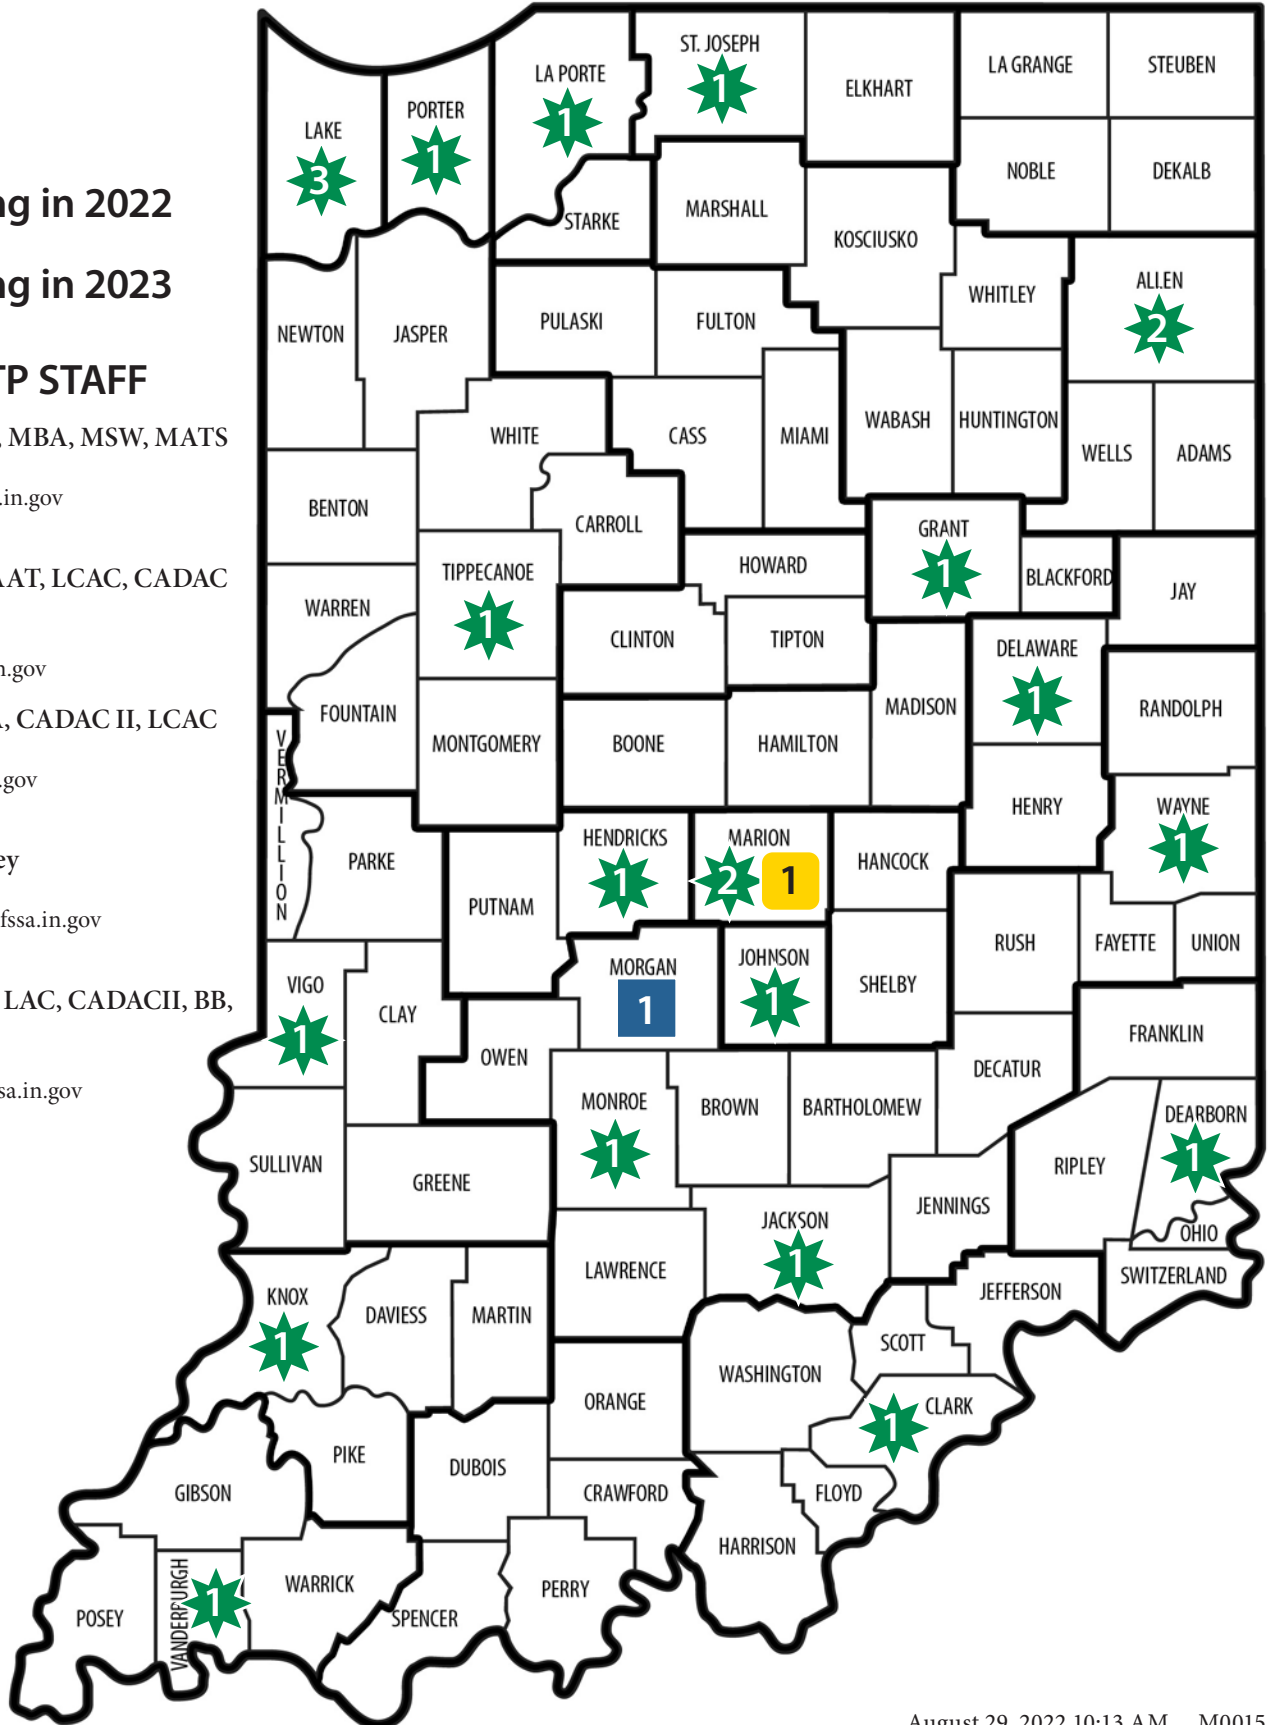 ng in 2022
ng in 2023
TP STAFF
, MBA, MSW, MATS
.in.gov
AAT, LCAC, CADAC
n.gov
A, CADAC II, LCAC
.gov
ey
fssa.in.gov
LAC, CADACII, BB,
sa.in.gov
ST. JOSEPH
1
LA PORTE
1
ELKHART
LA GRANGE
STEUBEN
LAKE
3
PORTER
1
NOBLE
DEKALB
STARKE
MARSHALL
KOSCIUSKO
WHITLEY
ALLEN
2
NEWTON
JASPER
PULASKI
FULTON
WHITE
CASS
MIAMI
WABASH
HUNTINGTON
WELLS
ADAMS
BENTON
CARROLL
GRANT
1
TIPPECANOE
1
HOWARD
BLACKFORD
JAY
WARREN
CLINTON
TIPTON
DELAWARE
1
FOUNTAIN
MONTGOMERY
BOONE
HAMILTON
MADISON
RANDOLPH
VERMILLION
HENRY
WAYNE
1
PARKE
PUTNAM
HENDRICKS
1
MARION
2
1
HANCOCK
RUSH
FAYETTE
UNION
VIGO
1
CLAY
MORGAN
1
JOHNSON
1
SHELBY
OWEN
FRANKLIN
DECATUR
MONROE
1
BROWN
BARTHOLOMEW
DEARBORN
1
SULLIVAN
GREENE
RIPLEY
JENNINGS
JACKSON
1
OHIO
LAWRENCE
SWITZERLAND
KNOX
1
DAVIESS
MARTIN
JEFFERSON
SCOTT
WASHINGTON
ORANGE
CLARK
1
PIKE
DUBOIS
GIBSON
CRAWFORD
FLOYD
HARRISON
VANDERBURGH
1
WARRICK
PERRY
POSEY
SPENCER
August 29, 2022 10:13 AM M0015